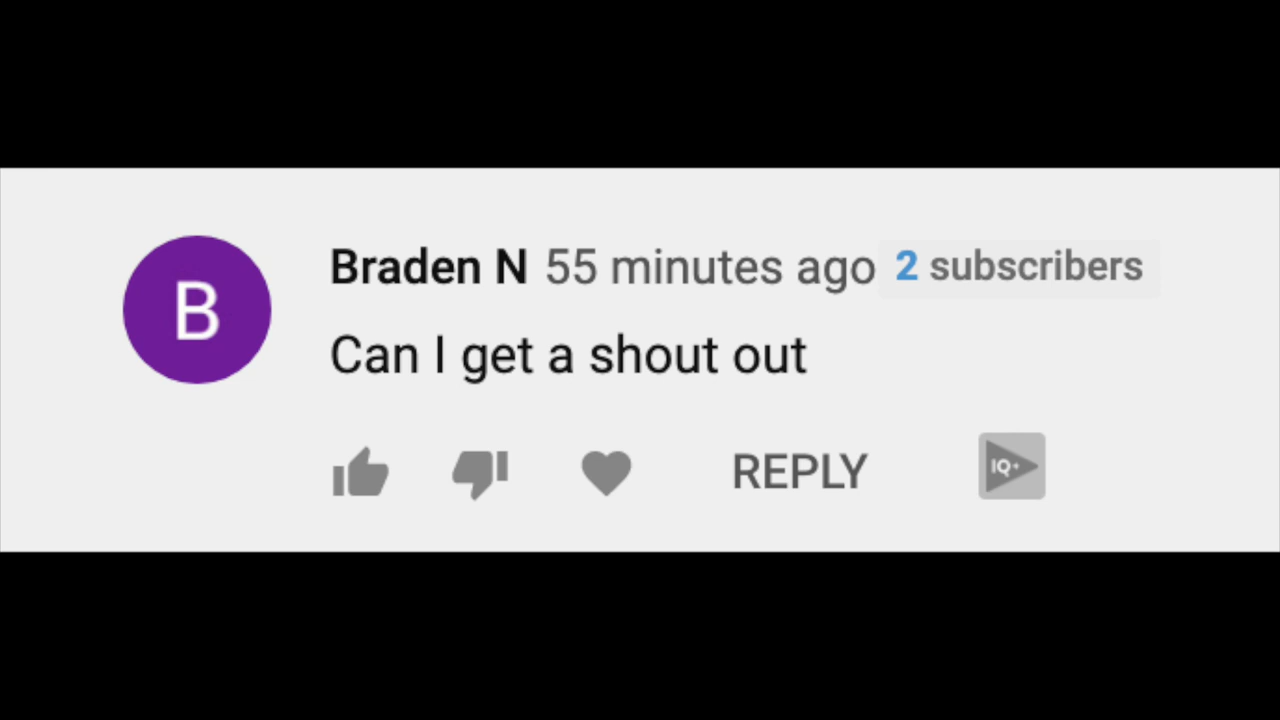 B
Braden N 55 minutes ago 2 subscribers
Can I get a shout out
REPLY
IQ+